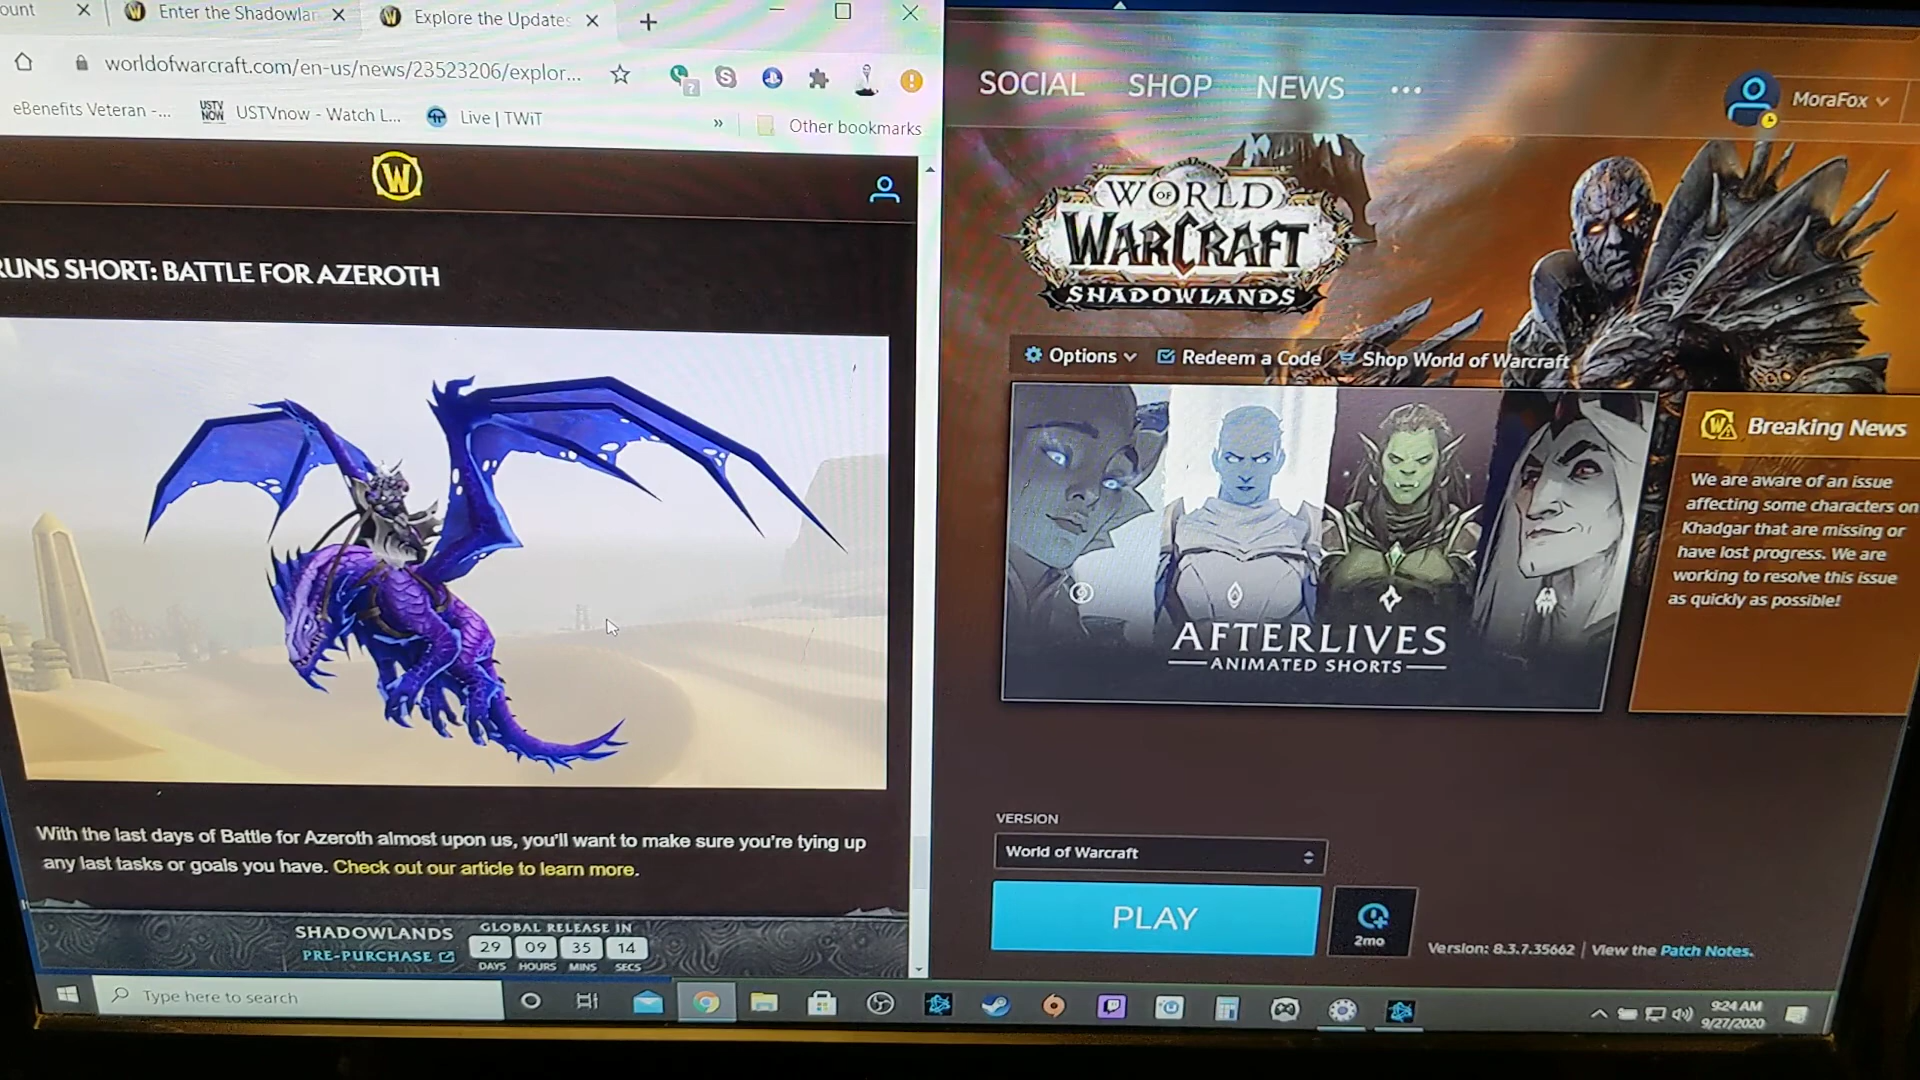 ount
Enter the Shadowlan
Explore the Updates
worldofwarcraft.com/en-us/news/23523206/explor...
eBenefits Veteran -...
USTV
NOW
USTVnow - Watch L...
Live | TWiT
»
Other bookmarks
W
RUNS SHORT: BATTLE FOR AZEROTH
With the last days of Battle for Azeroth almost upon us, you'll want to make sure you're tying up
any last tasks or goals you have. Check out our article to learn more.
SHADOWLANDS
PRE-PURCHASE
GLOBAL RELEASE IN
29 09 35 14
DAYS HOURS MINS SECS
SOCIAL SHOP NEWS ...
MoraFox
WORLD
OF
WARCRAFT
SHADOWLANDS
Options
Redeem a Code
Shop World of Warcraft
AFTERLIVES
ANIMATED SHORTS
Breaking News
We are aware of an issue
affecting some characters on
Khadgar that are missing or
have lost progress. We are
working to resolve this issue
as quickly as possible!
VERSION
World of Warcraft
PLAY
2mo
Version: 8.3.7.35662 | View the Patch Notes.
Type here to search
9:24 AM
9/27/2020